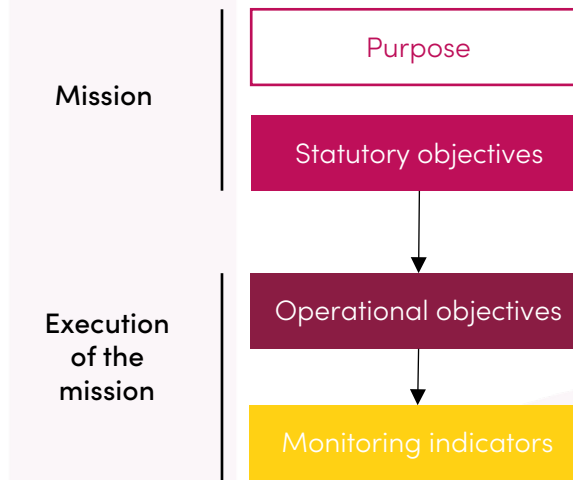 Purpose
Mission
Statutory objectives
Operational objectives
Execution
of the
mission
Monitoring indicators